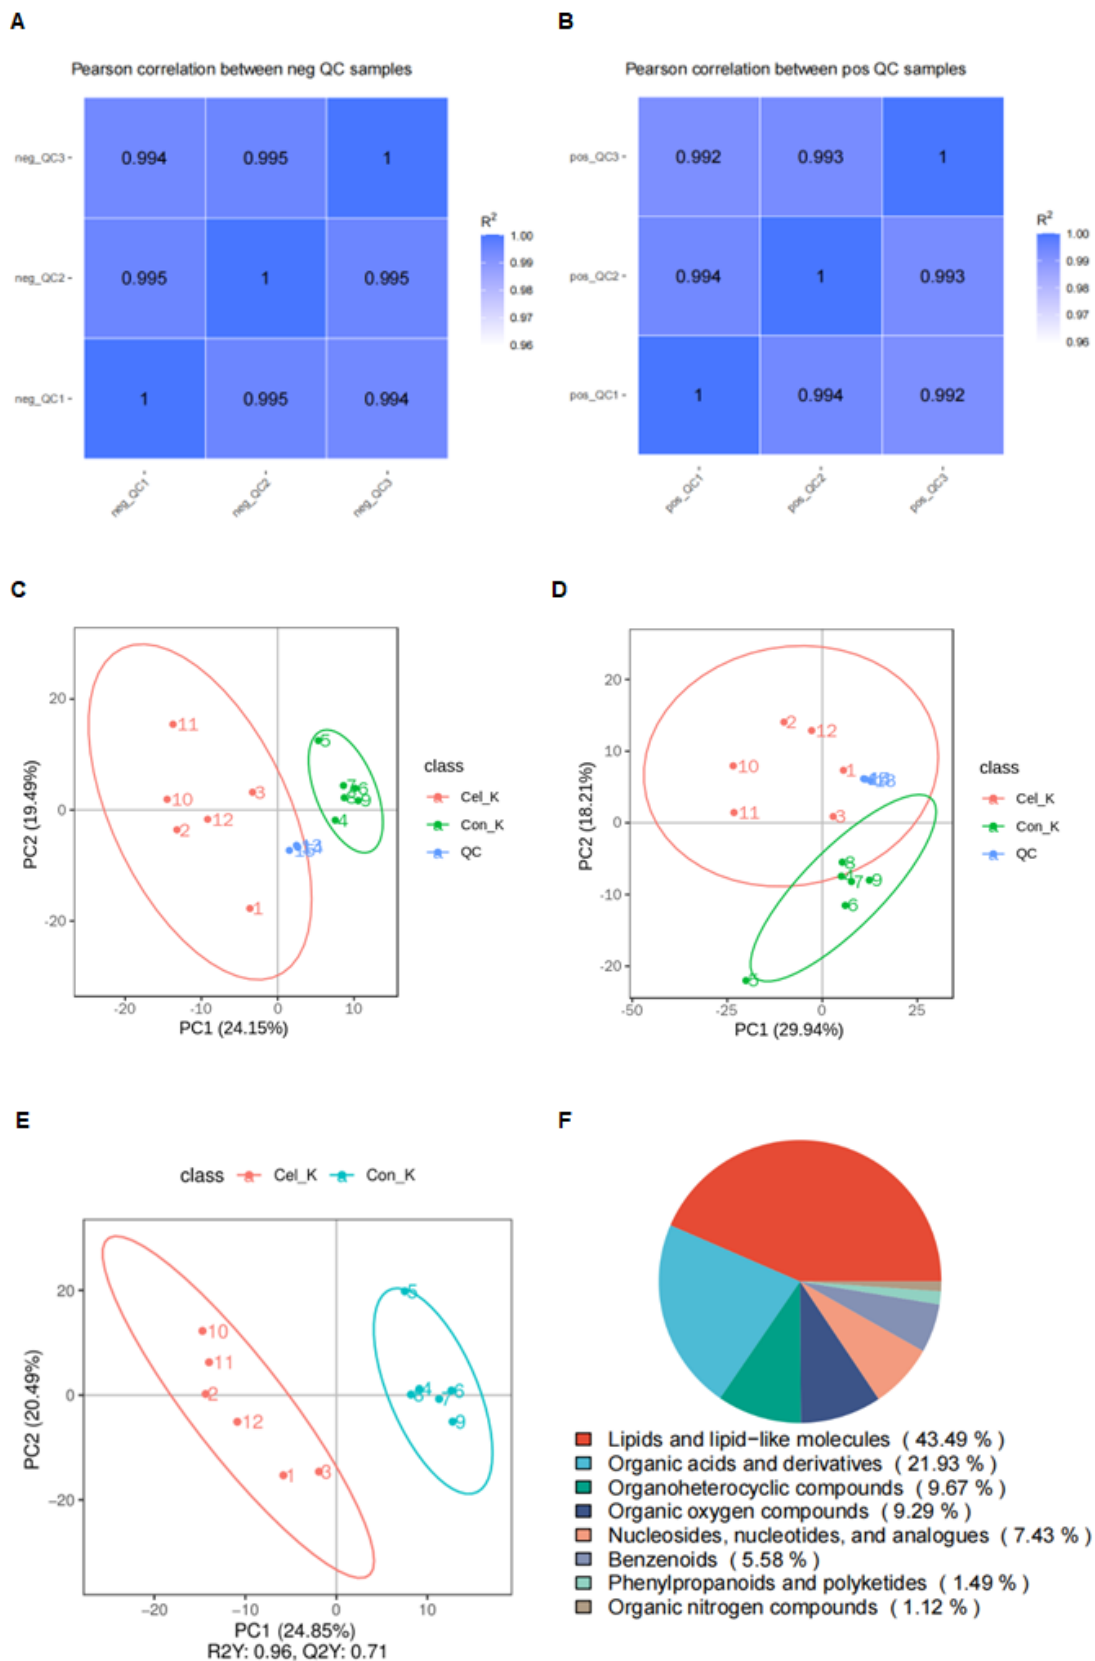 A
B
Pearson correlation between neg QC samples
Pearson correlation between pos QC samples
neg_QC3
0.994
0.995
1
neg_QC2
0.995
1
0.995
neg_QC1
1
0.995
0.994
neg_QC1
neg_QC2
neg_QC3
R²
1.00
0.99
0.98
0.97
0.96
pos_QC3
0.992
0.993
1
pos_QC2
0.994
1
0.993
pos_QC1
1
0.994
0.992
pos_QC1
pos_QC2
pos_QC3
R²
1.00
0.99
0.98
0.97
0.96
C
D
PC2 (19.49%)
20
0
-20
11
10
3
2
12
1
5
7
6
9
4
-20
-10
0
10
PC1 (24.15%)
class
Cel_K
Con_K
QC
PC2 (18.21%)
20
10
0
-10
-20
2
12
10
1
11
3
8
7
9
6
5
-50
-25
0
25
PC1 (29.94%)
class
Cel_K
Con_K
QC
E
F
class
Cel_K
Con_K
PC2 (20.49%)
20
0
-20
5
10
11
2
12
1
3
4
6
7
9
-20
-10
0
10
PC1 (24.85%)
R2Y: 0.96, Q2Y: 0.71
Lipids and lipid-like molecules ( 43.49 % )
Organic acids and derivatives ( 21.93 % )
Organoheterocyclic compounds ( 9.67 % )
Organic oxygen compounds ( 9.29 % )
Nucleosides, nucleotides, and analogues ( 7.43 % )
Benzenoids ( 5.58 % )
Phenylpropanoids and polyketides ( 1.49 % )
Organic nitrogen compounds ( 1.12 % )